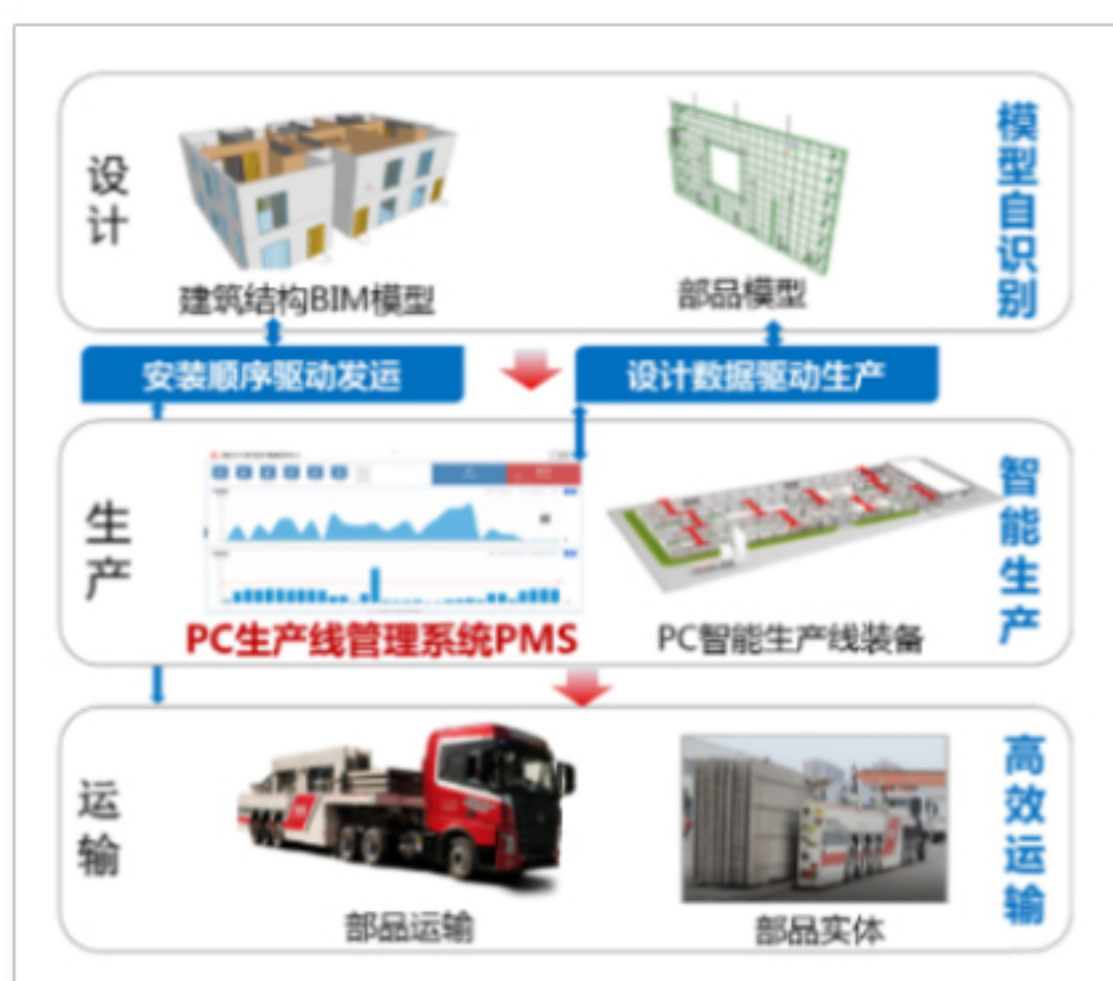 设计
建筑结构BIM模型
部品模型
模型自识别
安装顺序驱动发运
设计数据驱动生产
生产
PC生产线管理系统PMS
PC智能生产线装备
智能生产
运输
部品运输
部品实体
高效运输